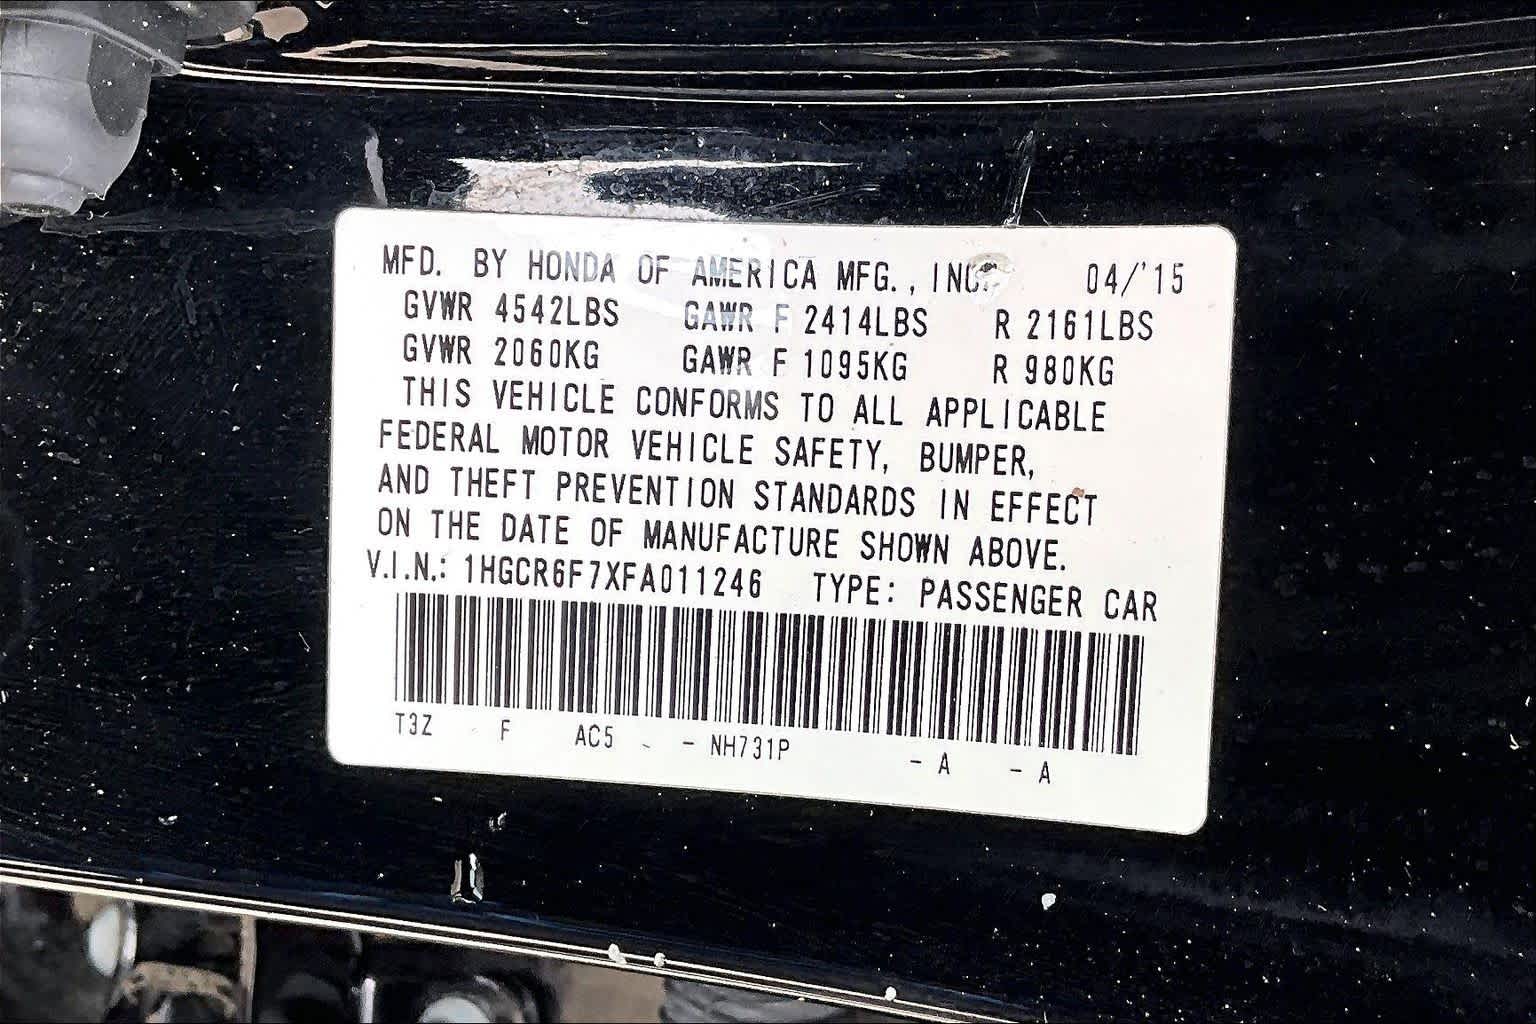 MFD. BY HONDA OF AMERICA MFG., INC. 04/'15
GVWR 4542LBS GAWR F 2414LBS R 2161LBS
GVWR 2060KG GAWR F 1095KG R 980KG
THIS VEHICLE CONFORMS TO ALL APPLICABLE
FEDERAL MOTOR VEHICLE SAFETY, BUMPER,
AND THEFT PREVENTION STANDARDS IN EFFECT
ON THE DATE OF MANUFACTURE SHOWN ABOVE.
V.I.N.: 1HGCR6F7XFA011246 TYPE: PASSENGER CAR
T3Z F AC5 - NH731P - A - A